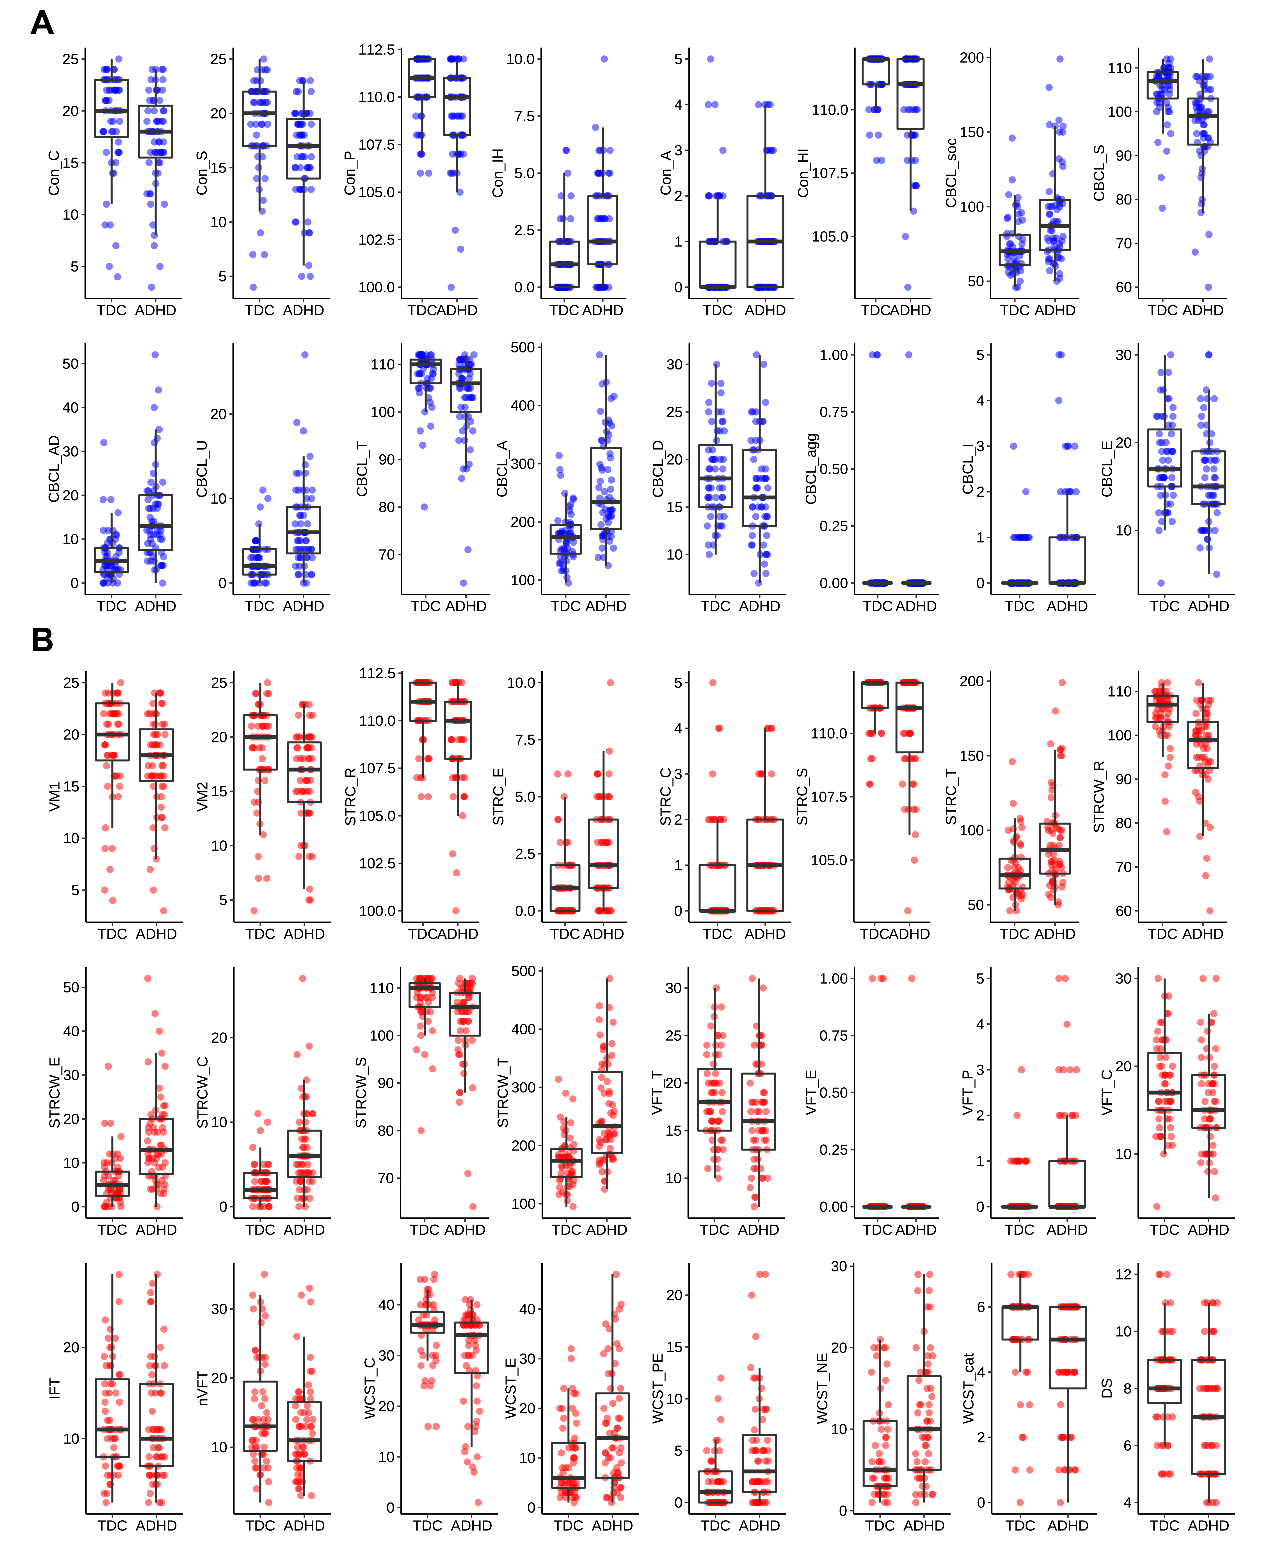 A
Con_C 25 20 15 10 5 TDC ADHD
Con_S 25 20 15 10 5 TDC ADHD
Con_P 112.5 110.0 107.5 105.0 102.5 100.0 TDC ADHD
Con_IH 10.0 7.5 5.0 2.5 0.0 TDC ADHD
Con_A 5 4 3 2 1 0 TDC ADHD
Con_HI 110.0 107.5 105.0 TDC ADHD
CBCL_soc 200 150 100 50 TDC ADHD
CBCL_S 110 100 90 80 70 60 TDC ADHD
CBCL_AD 50 40 30 20 10 0 TDC ADHD
CBCL_U 20 10 0 TDC ADHD
CBCL_T 110 100 90 80 70 TDC ADHD
CBCL_A 500 400 300 200 100 TDC ADHD
CBCL_D 30 25 20 15 10 TDC ADHD
CBCL_agg 1.00 0.75 0.50 0.25 0.00 TDC ADHD
CBCL_I 5 4 3 2 1 0 TDC ADHD
CBCL_E 30 20 10 TDC ADHD
B
VM1 25 20 15 10 5 TDC ADHD
VM2 25 20 15 10 5 TDC ADHD
STRC_R 112.5 110.0 107.5 105.0 102.5 100.0 TDC ADHD
STRC_E 10.0 7.5 5.0 2.5 0.0 TDC ADHD
STRC_C 5 4 3 2 1 0 TDC ADHD
STRC_S 110.0 107.5 105.0 TDC ADHD
STRC_T 200 150 100 50 TDC ADHD
STRCW_R 110 100 90 80 70 60 TDC ADHD
STRCW_E 50 40 30 20 10 0 TDC ADHD
STRCW_C 20 10 0 TDC ADHD
STRCW_S 110 100 90 80 70 TDC ADHD
STRCW_T 500 400 300 200 100 TDC ADHD
VFT_T 30 25 20 15 10 TDC ADHD
VFT_E 1.00 0.75 0.50 0.25 0.00 TDC ADHD
VFT_P 5 4 3 2 1 0 TDC ADHD
VFT_C 30 20 10 TDC ADHD
IFT 20 10 TDC ADHD
nVFT 30 20 10 TDC ADHD
WCST_C 40 30 20 10 0 TDC ADHD
WCST_E 40 30 20 10 0 TDC ADHD
WCST_PE 20 15 10 5 0 TDC ADHD
WCST_NE 30 20 10 0 TDC ADHD
WCST_cat 6 4 2 0 TDC ADHD
DS 12 10 8 6 4 TDC ADHD